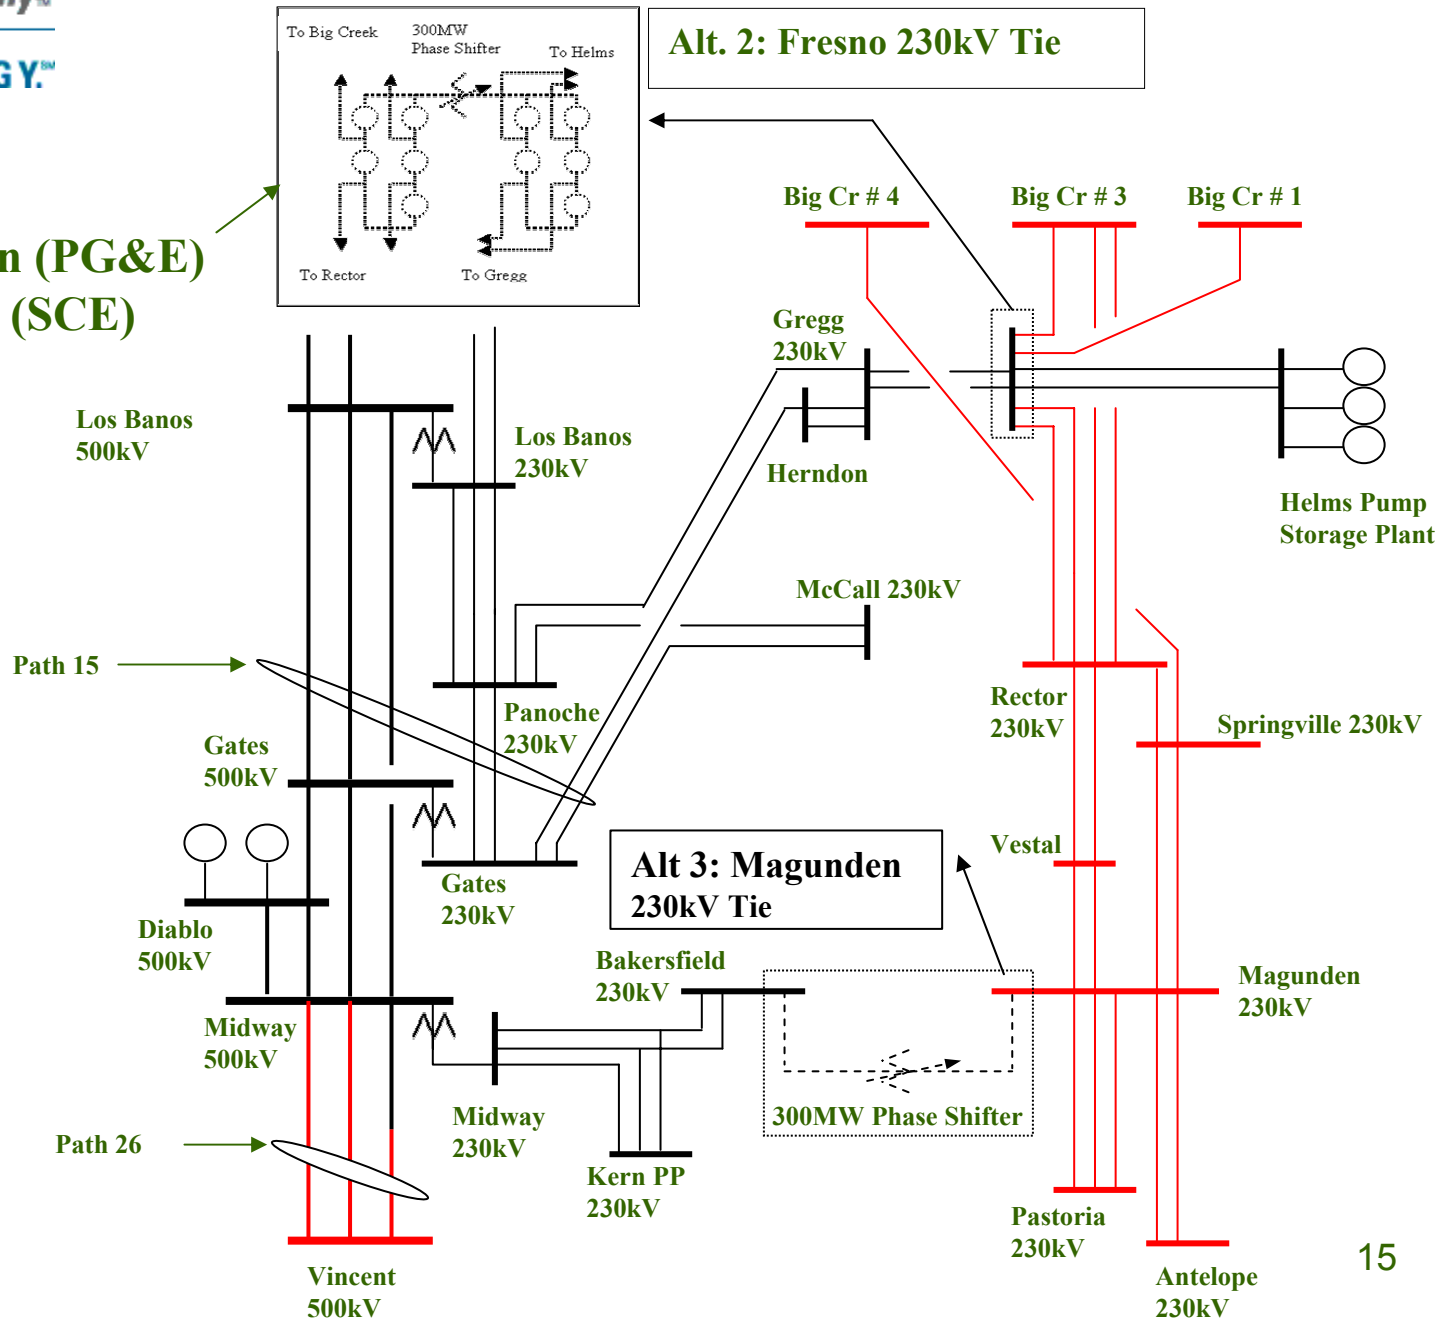 GY.℠
To Big Creek
300MW
Phase Shifter
To Helms
To Rector
To Gregg
Alt. 2: Fresno 230kV Tie
(PG&E)
(SCE)
Big Cr # 4
Big Cr # 3
Big Cr # 1
Gregg
230kV
Los Banos
500kV
Los Banos
230kV
Herndon
Helms Pump
Storage Plant
McCall 230kV
Path 15
Rector
230kV
Panoche
230kV
Springville 230kV
Gates
500kV
Vestal
Alt 3: Magunden
230kV Tie
Gates
230kV
Diablo
500kV
Bakersfield
230kV
Magunden
230kV
Midway
500kV
Midway
230kV
300MW Phase Shifter
Path 26
Kern PP
230kV
Pastoria
230kV
Vincent
500kV
Antelope
230kV
15